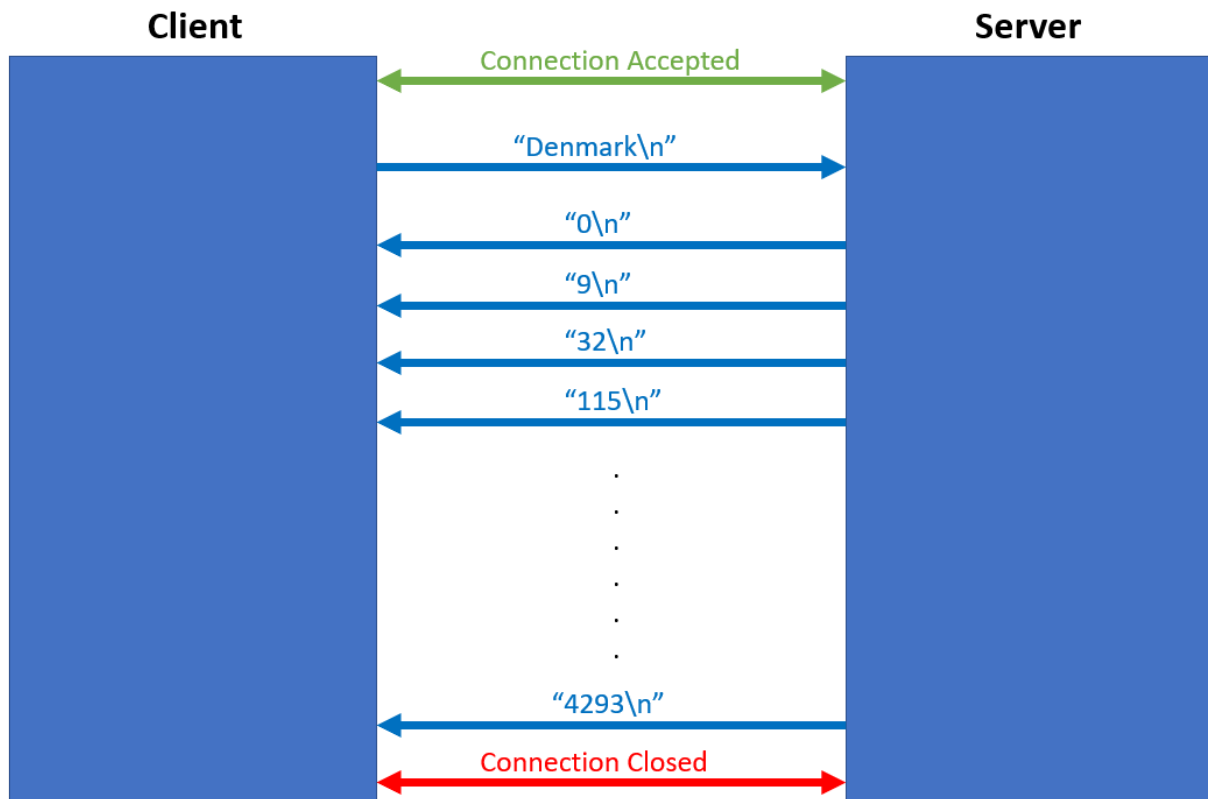 Client
Server
Connection Accepted
“Denmark\n”
“0\n”
“9\n”
“32\n”
“115\n”
.
.
.
.
.
.
“4293\n”
Connection Closed